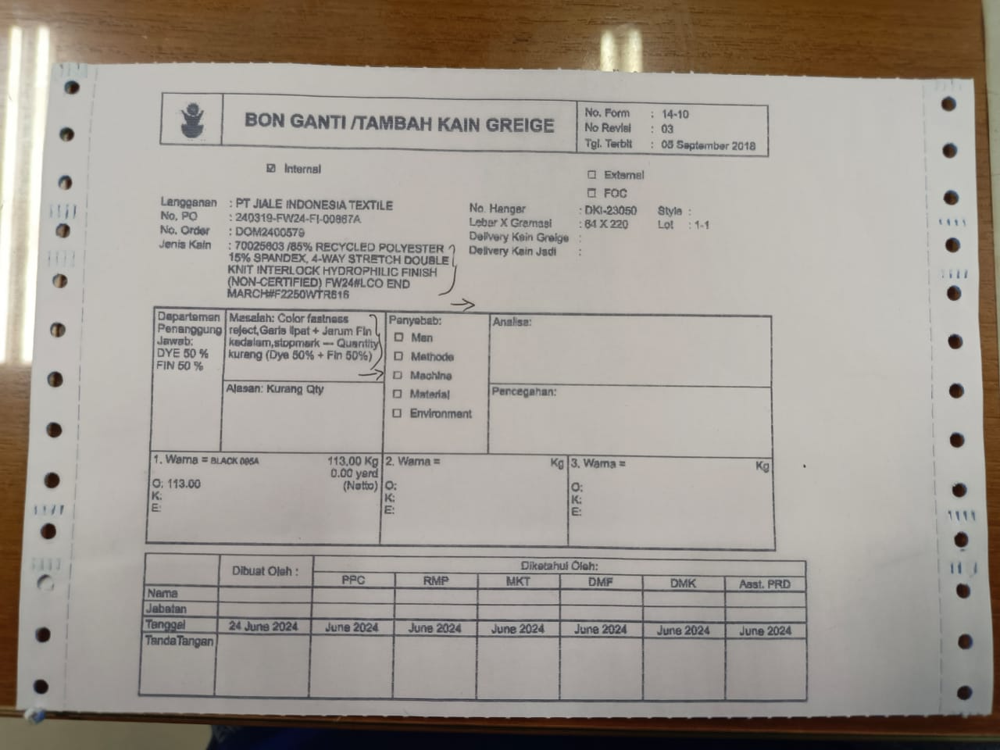 BON GANTI /TAMBAH KAIN GREIGE
No. Form : 14-10
No Revisi : 03
Tgl. Terbit : 05 September 2018
☑ Internal
☐ External
☐ FOC
Langganan : PT JIALE INDONESIA TEXTILE
No. PO : 240319-FW24-FI-00867A
No. Order : DOM2400579
Jenis Kain : 70025603 /85% RECYCLED POLYESTER
15% SPANDEX, 4-WAY STRETCH DOUBLE
KNIT INTERLOCK HYDROPHILIC FINISH
(NON-CERTIFIED) FW24#LCO END
MARCH#F2250WTR616
No. Hanger : DKI-23050 Style :
Lebar X Gramasi : 64 X 220 Lot : 1-1
Delivery Kain Greige :
Delivery Kain Jadi :
Departemen
Penanggung
Jawab:
DYE 50 %
FIN 50 %
Masalah: Color fastness
reject,Garis lipat + Jarum Fin
kedalam,stopmark --- Quantity
kurang (Dye 50% + Fin 50%)
Alasan: Kurang Qty
Penyebab:
☐ Man
☐ Methode
☐ Machine
☐ Material
☐ Environment
Analisa:
Pencegahan:
1. Warna = BLACK 095A 113,00 Kg
0.00 yard
O: 113.00 (Netto)
K:
E:
2. Warna = Kg
O:
K:
E:
3. Warna = Kg
O:
K:
E:
Dibuat Oleh :
Diketahui Oleh:
PPC RMP MKT DMF DMK Asst. PRD
Nama
Jabatan
Tanggal 24 June 2024 June 2024 June 2024 June 2024 June 2024 June 2024 June 2024
TandaTangan